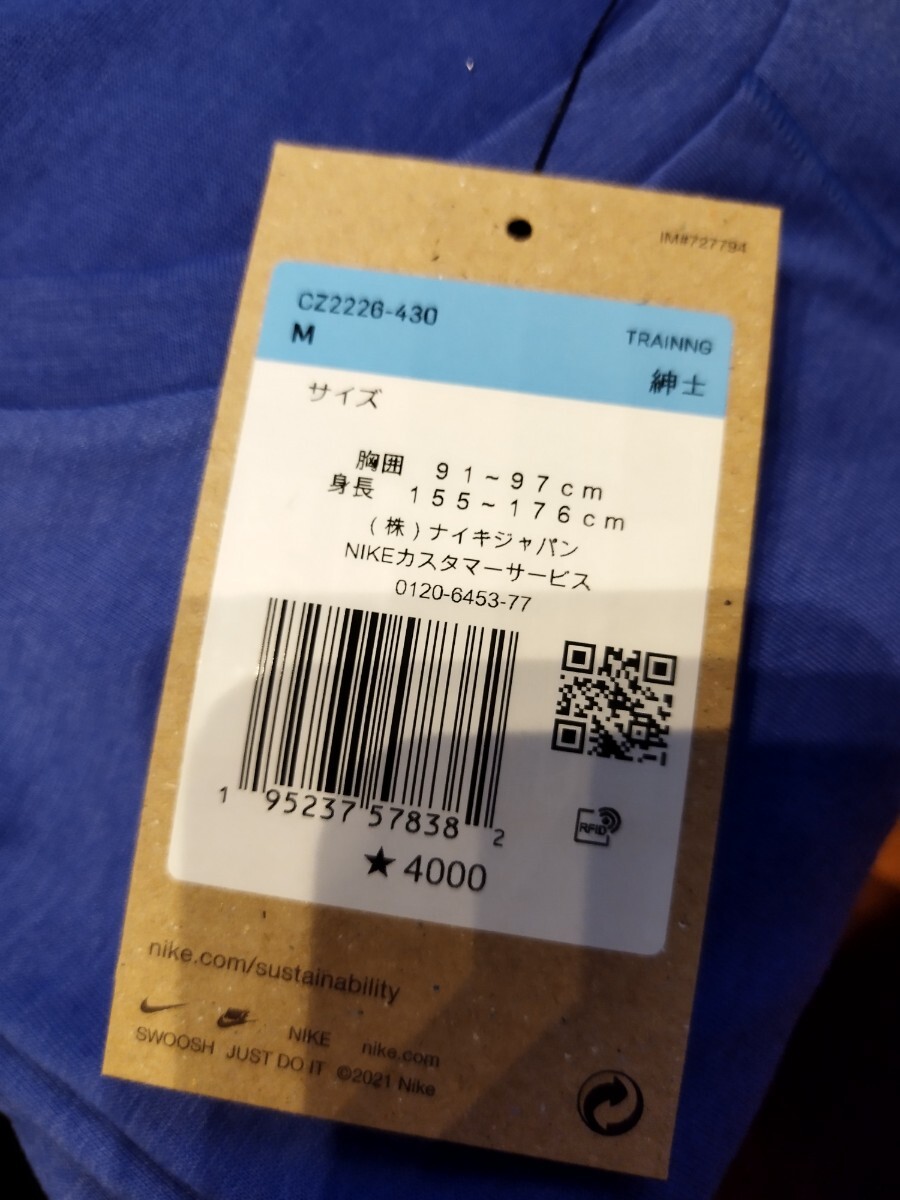 IM#727794
CZ2226-430
M
TRAINNG
紳士
サイズ
胸囲 91~97cm
身長 155~176cm
(株)ナイキジャパン
NIKEカスタマーサービス
0120-6453-77
1 95237 57838 2
RFID
★4000
nike.com/sustainability
NIKE nike.com
SWOOSH JUST DO IT ©2021 Nike